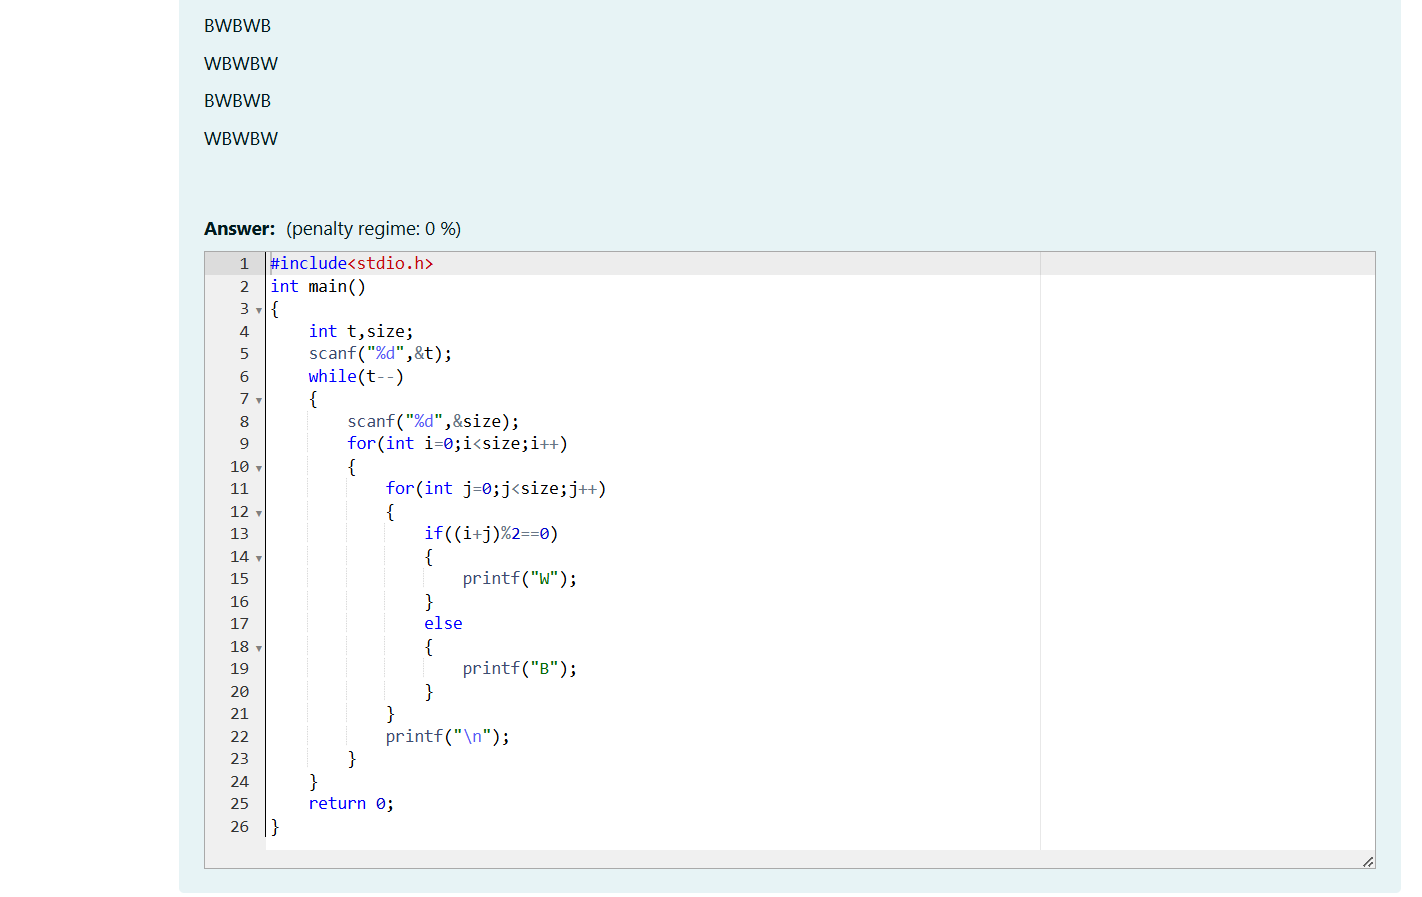 BWBWB
WBWBW
BWBWB
WBWBW
Answer: (penalty regime: 0 %)
1 #include<stdio.h>
2 int main()
3 {
4     int t,size;
5     scanf("%d",&t);
6     while(t--)
7     {
8         scanf("%d",&size);
9         for(int i=0;i<size;i++)
10         {
11             for(int j=0;j<size;j++)
12             {
13                 if((i+j)%2==0)
14                 {
15                     printf("W");
16                 }
17                 else
18                 {
19                     printf("B");
20                 }
21             }
22             printf("\n");
23         }
24     }
25     return 0;
26 }